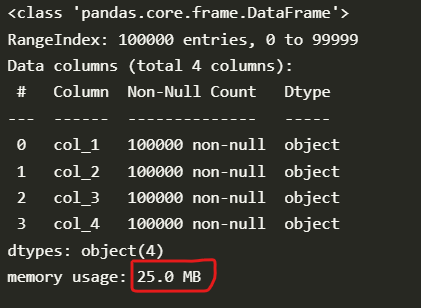 <class 'pandas.core.frame.DataFrame'>
RangeIndex: 100000 entries, 0 to 99999
Data columns (total 4 columns):
 #   Column  Non-Null Count   Dtype
---  ------  --------------   -----
 0   col_1   100000 non-null  object
 1   col_2   100000 non-null  object
 2   col_3   100000 non-null  object
 3   col_4   100000 non-null  object
dtypes: object(4)
memory usage: 25.0 MB